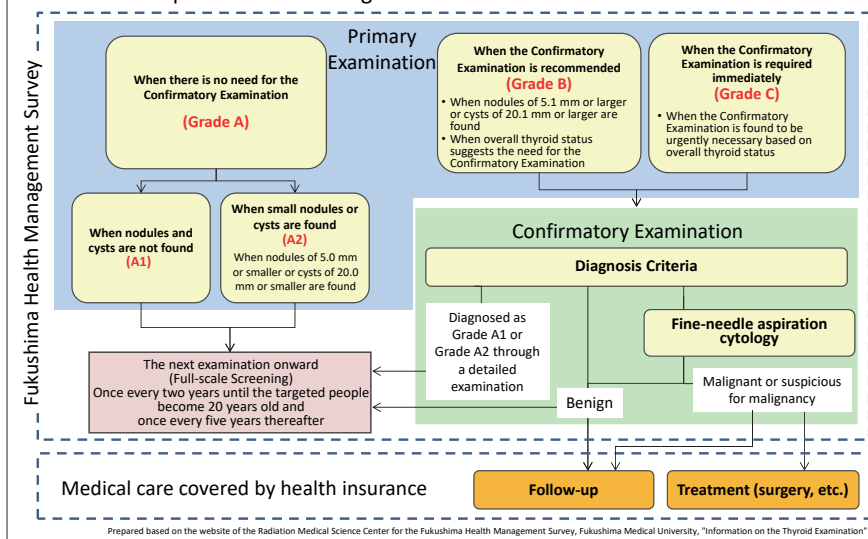 Fukushima Health Management Survey
Primary
Examination
When there is no need for the
Confirmatory Examination
(Grade A)
When the Confirmatory
Examination is recommended
(Grade B)
• When nodules of 5.1 mm or larger
or cysts of 20.1 mm or larger are
found
• When overall thyroid status
suggests the need for the
Confirmatory Examination
When the Confirmatory
Examination is required
immediately
(Grade C)
• When the Confirmatory
Examination is found to be
urgently necessary based on
overall thyroid status
When nodules and
cysts are not found
(A1)
When small nodules or
cysts are found
(A2)
When nodules of 5.0 mm
or smaller or cysts of 20.0
mm or smaller are found
Confirmatory Examination
Diagnosis Criteria
Diagnosed as
Grade A1 or
Grade A2 through
a detailed
examination
Fine-needle aspiration
cytology
The next examination onward
(Full-scale Screening)
Once every two years until the targeted people
become 20 years old and
once every five years thereafter
Benign
Malignant or suspicious
for malignancy
Medical care covered by health insurance
Follow-up
Treatment (surgery, etc.)
Prepared based on the website of the Radiation Medical Science Center for the Fukushima Health Management Survey, Fukushima Medical University, "Information on the Thyroid Examination"